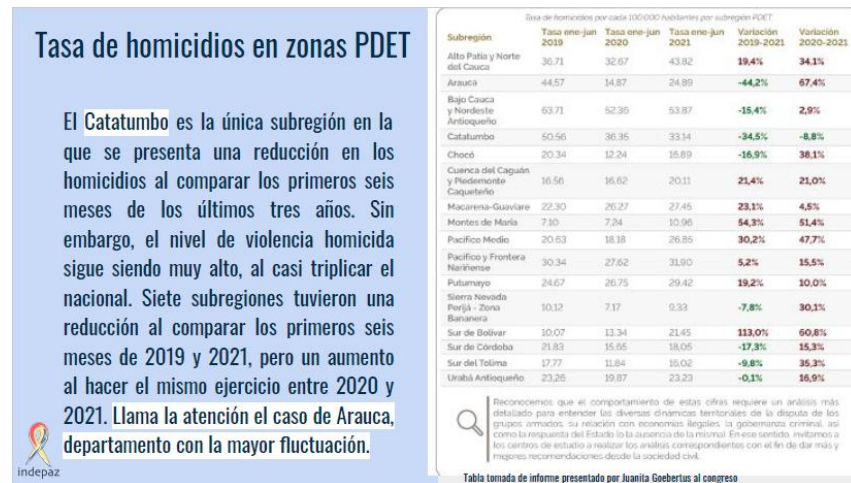 Tasa de homicidios en zonas PDET
El Catatumbo es la única subregión en la
que se presenta una reducción en los
homicidios al comparar los primeros seis
meses de los últimos tres años. Sin
embargo, el nivel de violencia homicida
sigue siendo muy alto, al casi triplicar el
nacional. Siete subregiones tuvieron una
reducción al comparar los primeros seis
meses de 2019 y 2021, pero un aumento
al hacer el mismo ejercicio entre 2020 y
2021. Llama la atención el caso de Arauca,
departamento con la mayor fluctuación.
indepaz
Tasa de homicidios por cada 100.000 habitantes por subregión PDET
Subregión Tasa ene-jun 2019 Tasa ene-jun 2020 Tasa ene-jun 2021 Variación 2019-2021 Variación 2020-2021
Alto Patía y Norte del Cauca 36,71 32,67 43,82 19,4% 34,1%
Arauca 44,57 14,87 24,89 -44,2% 67,4%
Bajo Cauca y Nordeste Antioqueño 63,71 52,36 53,87 -15,4% 2,9%
Catatumbo 50,56 36,35 33,14 -34,5% -8,8%
Chocó 20,34 12,24 16,89 -16,9% 38,1%
Cuenca del Caguán y Piedemonte Caqueteño 16,56 16,62 20,11 21,4% 21,0%
Macarena-Guaviare 22,30 26,27 27,45 23,1% 4,5%
Montes de María 7,10 7,24 10,96 54,3% 51,4%
Pacífico Medio 20,63 18,18 26,85 30,2% 47,7%
Pacífico y Frontera Nariñense 30,34 27,62 31,90 5,2% 15,5%
Putumayo 24,67 26,75 29,42 19,2% 10,0%
Sierra Nevada Perijá - Zona Bananera 10,12 7,17 9,33 -7,8% 30,1%
Sur de Bolívar 10,07 13,34 21,45 113,0% 60,8%
Sur de Córdoba 21,83 15,65 18,05 -17,3% 15,3%
Sur del Tolima 17,77 11,84 16,02 -9,8% 35,3%
Urabá Antioqueño 23,26 19,87 23,23 -0,1% 16,9%
Reconocemos que el comportamiento de estas cifras requiere un análisis más
detallado para entender las diversas dinámicas territoriales de la disputa de los
grupos armados, su relación con economías ilegales, la gobernanza criminal, así
como la respuesta del Estado (o la ausencia de la misma). En ese sentido, invitamos a
los centros de estudio a realizar los análisis correspondientes con el fin de dar más y
mejores recomendaciones desde la sociedad civil.
Tabla tomada de informe presentado por Juanita Goebertus al congreso